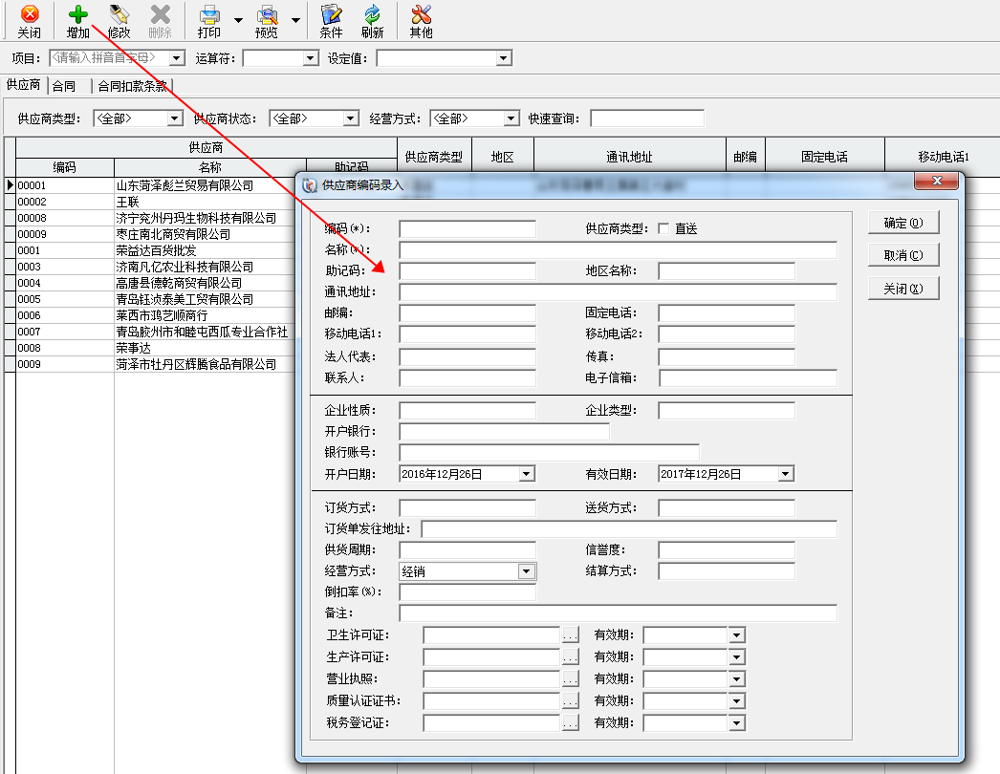 关闭 增加 修改 删除 打印 预览 条件 刷新 其他
项目: <请输入拼音首字母> 运算符: 设定值:
供应商 合同 合同扣款条款
供应商类型: <全部> 供应商状态: <全部> 经营方式: <全部> 快速查询:
供应商 供应商类型 地区 通讯地址 邮编 固定电话 移动电话1
编码 名称 助记码
00001 山东菏泽彪兰贸易有限公司
00002 王联
00008 济宁兖州丹玛生物科技有限公司
00009 枣庄南北商贸有限公司
0001 荣益达百货批发
0003 济南凡亿农业科技有限公司
0004 高唐县德乾商贸有限公司
0005 青岛钰浈泰美工贸有限公司
0006 莱西市鸿艺顺商行
0007 青岛胶州市和睦屯西瓜专业合作社
0008 荣事达
0009 菏泽市牡丹区辉腾食品有限公司
供应商编码录入
编码(*): 供应商类型: 直送
名称(*):
助记码: 地区名称:
通讯地址:
邮编: 固定电话:
移动电话1: 移动电话2:
法人代表: 传真:
联系人: 电子信箱:
企业性质: 企业类型:
开户银行:
银行账号:
开户日期: 2016年12月26日 有效日期: 2017年12月26日
订货方式: 送货方式:
订货单发往地址:
供货周期: 信誉度:
经营方式: 经销 结算方式:
倒扣率(%):
备注:
卫生许可证: ... 有效期:
生产许可证: ... 有效期:
营业执照: ... 有效期:
质量认证证书: ... 有效期:
税务登记证: ... 有效期:
确定(O)
取消(C)
关闭(X)